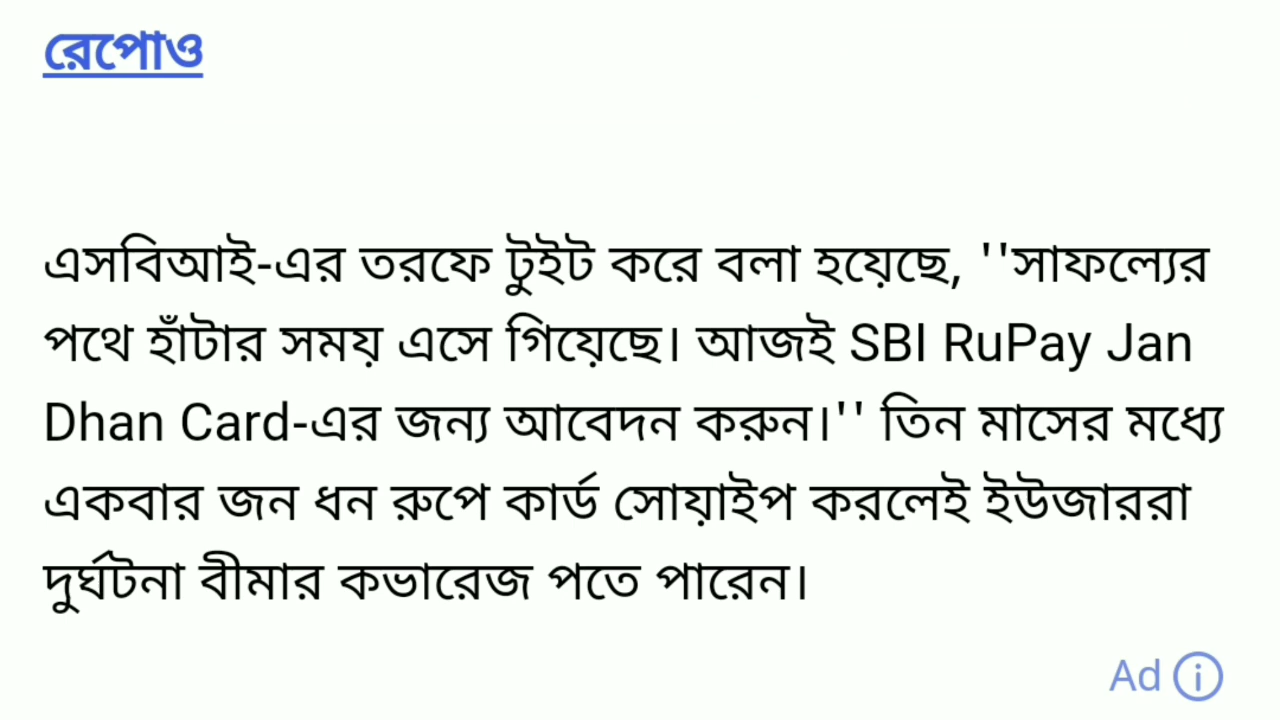 রেপোও
এসবিআই-এর তরফে টুইট করে বলা হয়েছে, ''সাফল্যের
পথে হাঁটার সময় এসে গিয়েছে। আজই SBI RuPay Jan
Dhan Card-এর জন্য আবেদন করুন।'' তিন মাসের মধ্যে
একবার জন ধন রুপে কার্ড সোয়াইপ করলেই ইউজাররা
দুর্ঘটনা বীমার কভারেজ পতে পারেন।
Ad